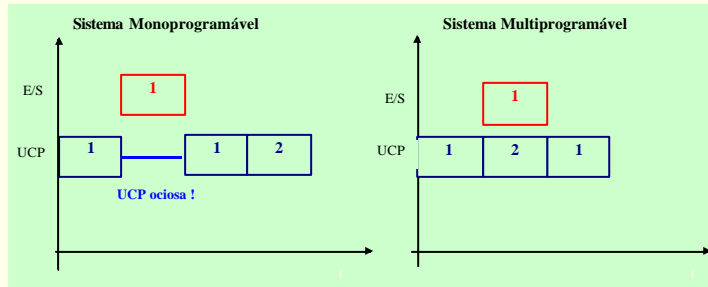 Sistema Monoprogramável
E/S
1
UCP
1
1
2
UCP ociosa !
Sistema Multiprogramável
E/S
1
UCP
1
2
1